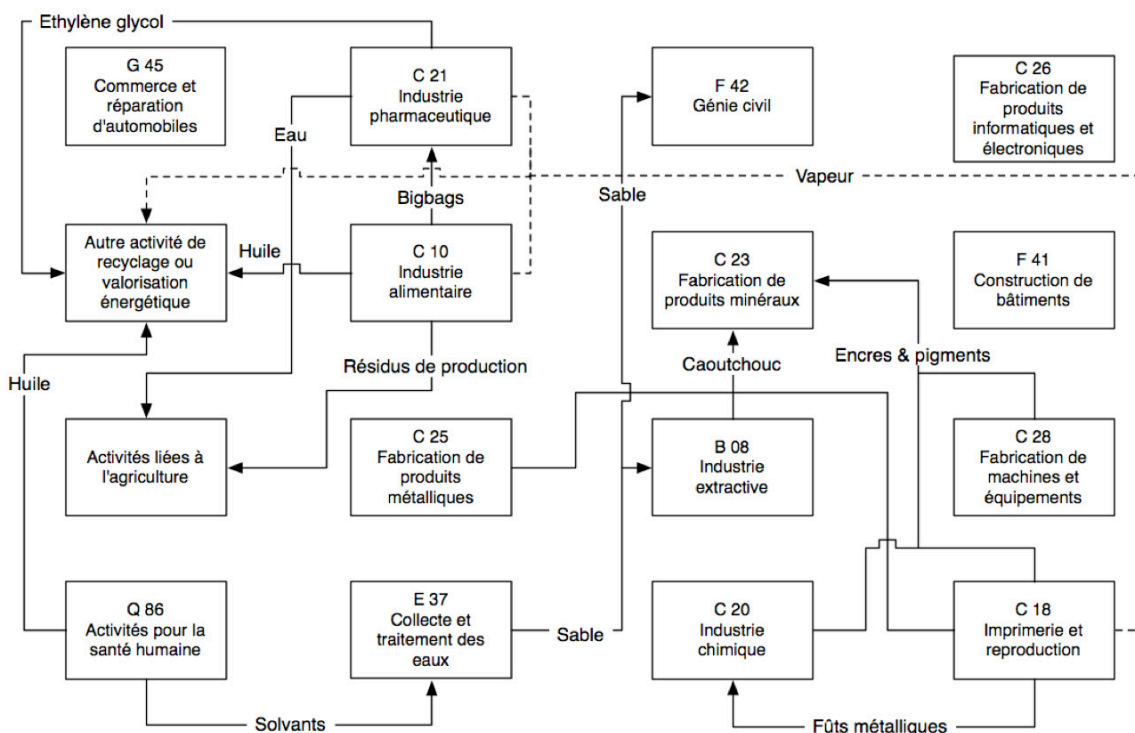 Ethylène glycol
G 45
Commerce et
réparation
d'automobiles
C 21
Industrie
pharmaceutique
F 42
Génie civil
C 26
Fabrication de
produits
informatiques et
électroniques
Eau
Vapeur
Sable
Bigbags
Autre activité de
recyclage ou
valorisation
énergétique
Huile
C 10
Industrie
alimentaire
C 23
Fabrication de
produits minéraux
F 41
Construction de
bâtiments
Huile
Résidus de production
Caoutchouc
Encres & pigments
Activités liées à
l'agriculture
C 25
Fabrication de
produits
métalliques
B 08
Industrie
extractive
C 28
Fabrication de
machines et
équipements
Q 86
Activités pour la
santé humaine
E 37
Collecte et
traitement des
eaux
Sable
C 20
Industrie
chimique
C 18
Imprimerie et
reproduction
Solvants
Fûts métalliques